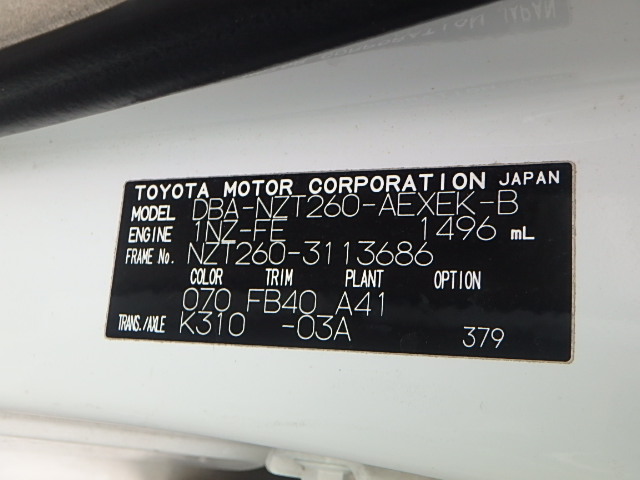 TOYOTA MOTOR CORPORATION JAPAN
MODEL DBA-NZT260-AEXEK-B
ENGINE 1NZ-FE 1496 mL
FRAME No. NZT260-3113686
COLOR TRIM PLANT OPTION
070 FB40 A41
TRANS./AXLE K310 -03A 379